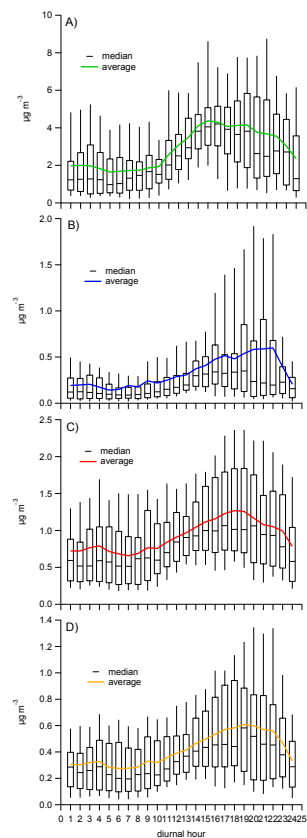 A)
10
8
6
4
2
0
µg m-3
median
average
B)
2.0
1.5
1.0
0.5
0.0
µg m-3
median
average
C)
2.5
2.0
1.5
1.0
0.5
0.0
µg m-3
median
average
D)
1.4
1.2
1.0
0.8
0.6
0.4
0.2
0.0
µg m-3
median
average
0 1 2 3 4 5 6 7 8 9 10 11 12 13 14 15 16 17 18 19 20 21 22 23 24 25
diurnal hour